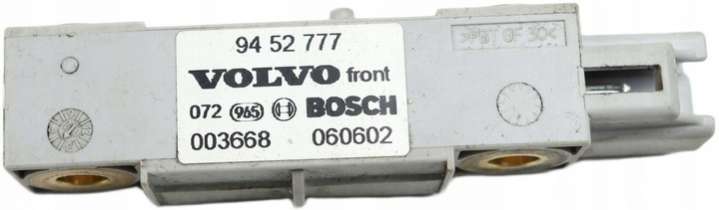 94 52 777
VOLVO front
072 965 BOSCH
003668 060602
>PBT GF 30<